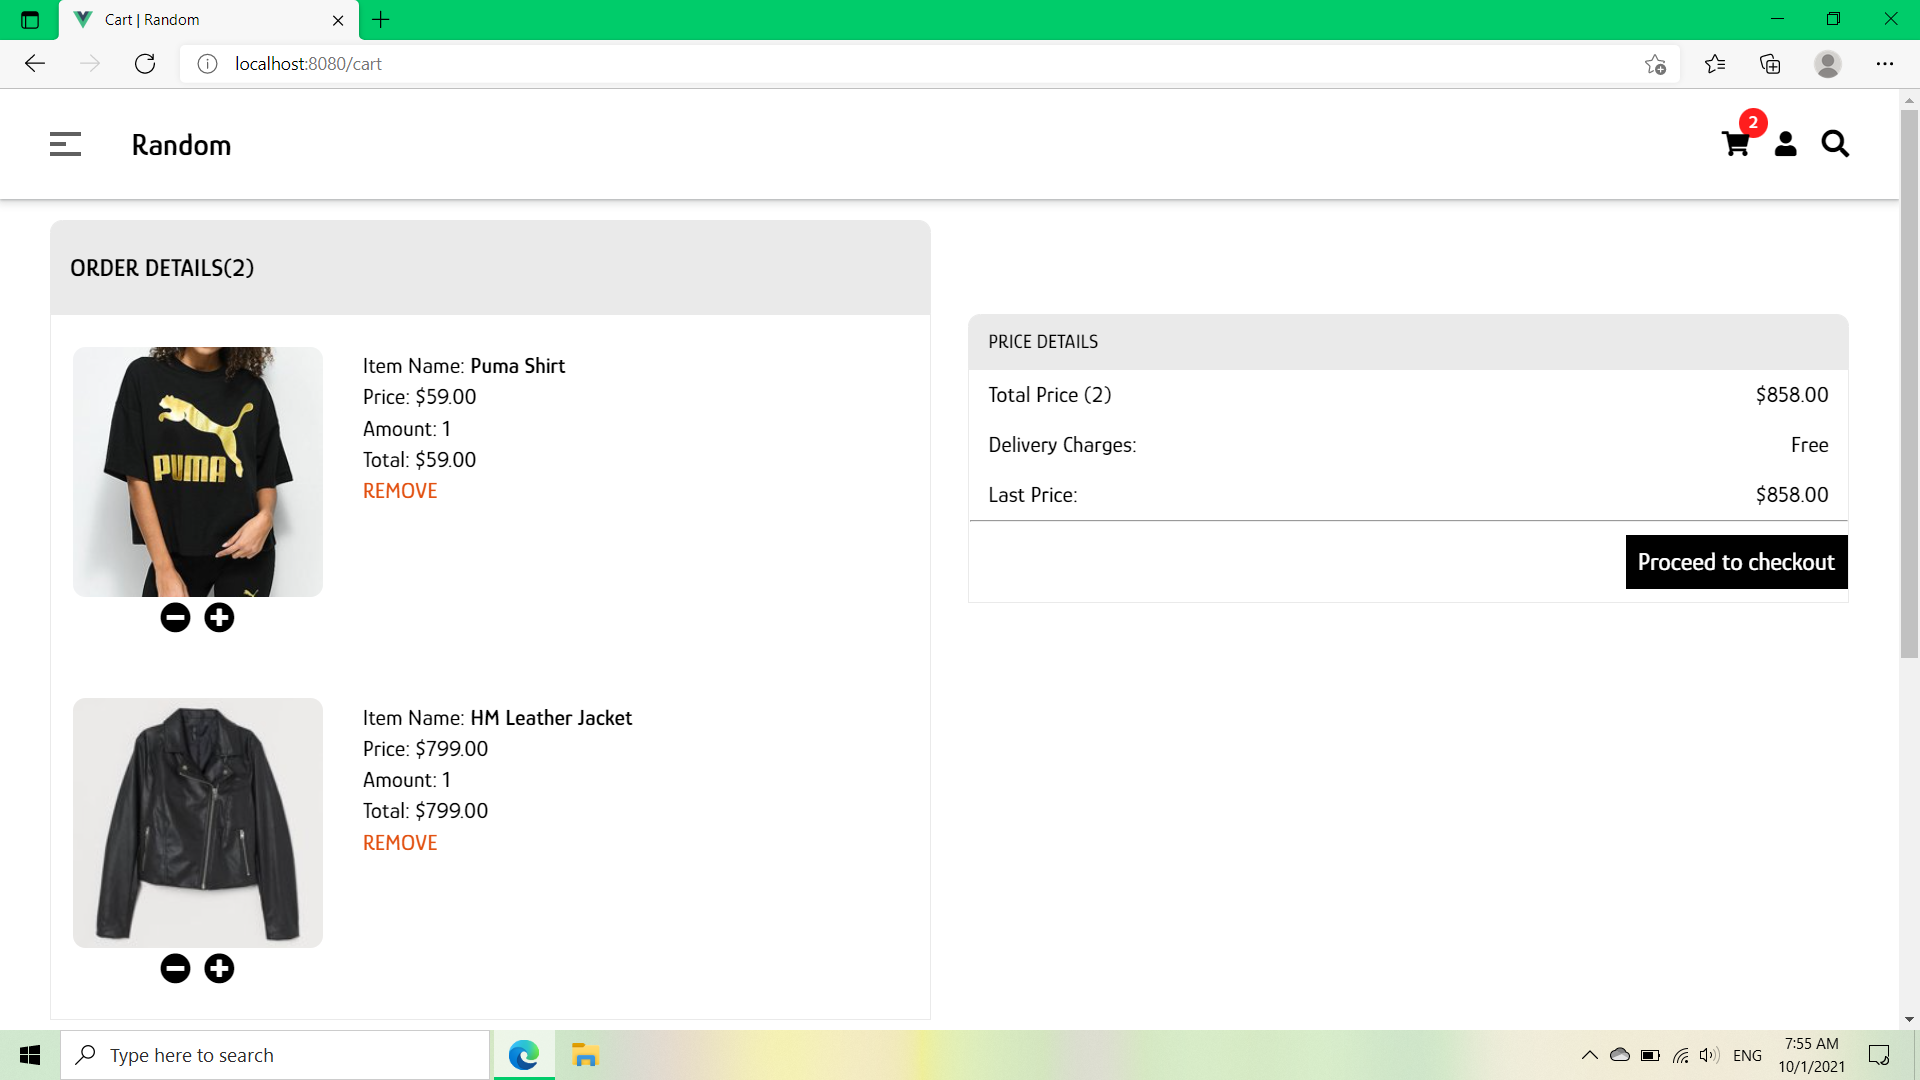 Cart | Random
localhost:8080/cart
Random
2
ORDER DETAILS(2)
PUMA
Item Name: Puma Shirt
Price: $59.00
Amount: 1
Total: $59.00
REMOVE
Item Name: HM Leather Jacket
Price: $799.00
Amount: 1
Total: $799.00
REMOVE
PRICE DETAILS
Total Price (2) $858.00
Delivery Charges: Free
Last Price: $858.00
Proceed to checkout
Type here to search
ENG
7:55 AM
10/1/2021